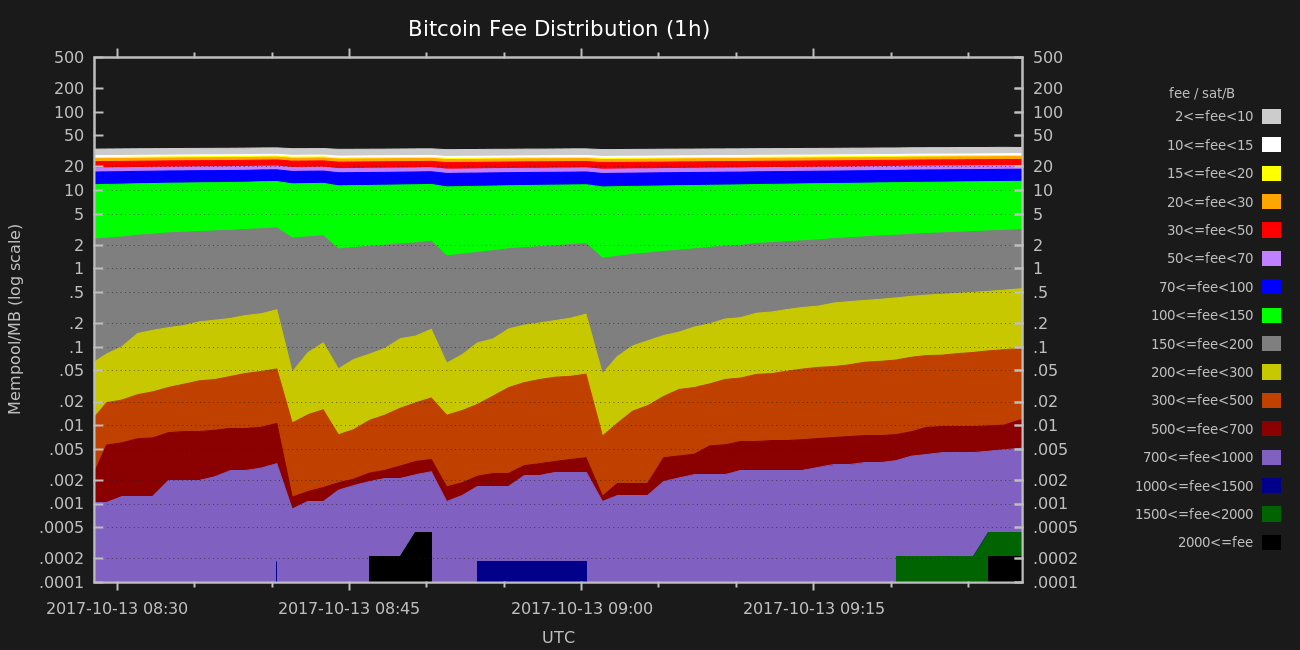 Bitcoin Fee Distribution (1h)
Mempool/MB (log scale)
500
200
100
50
20
10
5
2
1
.5
.2
.1
.05
.02
.01
.005
.002
.001
.0005
.0002
.0001
500
200
100
50
20
10
5
2
1
.5
.2
.1
.05
.02
.01
.005
.002
.001
.0005
.0002
.0001
2017-10-13 08:30 2017-10-13 08:45 2017-10-13 09:00 2017-10-13 09:15
UTC
fee / sat/B
2<=fee<10
10<=fee<15
15<=fee<20
20<=fee<30
30<=fee<50
50<=fee<70
70<=fee<100
100<=fee<150
150<=fee<200
200<=fee<300
300<=fee<500
500<=fee<700
700<=fee<1000
1000<=fee<1500
1500<=fee<2000
2000<=fee